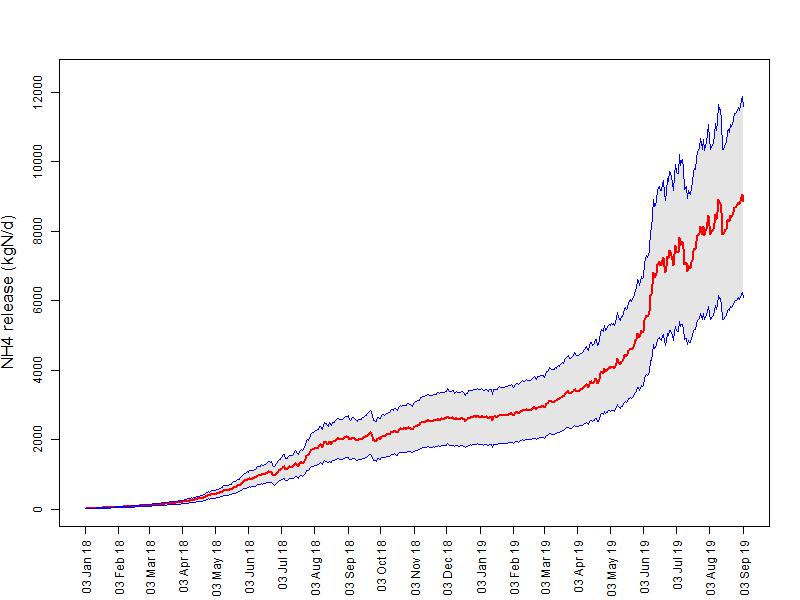 NH4 release (kgN/d)
12000
10000
8000
6000
4000
2000
0
03 Jan 18
03 Feb 18
03 Mar 18
03 Apr 18
03 May 18
03 Jun 18
03 Jul 18
03 Aug 18
03 Sep 18
03 Oct 18
03 Nov 18
03 Dec 18
03 Jan 19
03 Feb 19
03 Mar 19
03 Apr 19
03 May 19
03 Jun 19
03 Jul 19
03 Aug 19
03 Sep 19